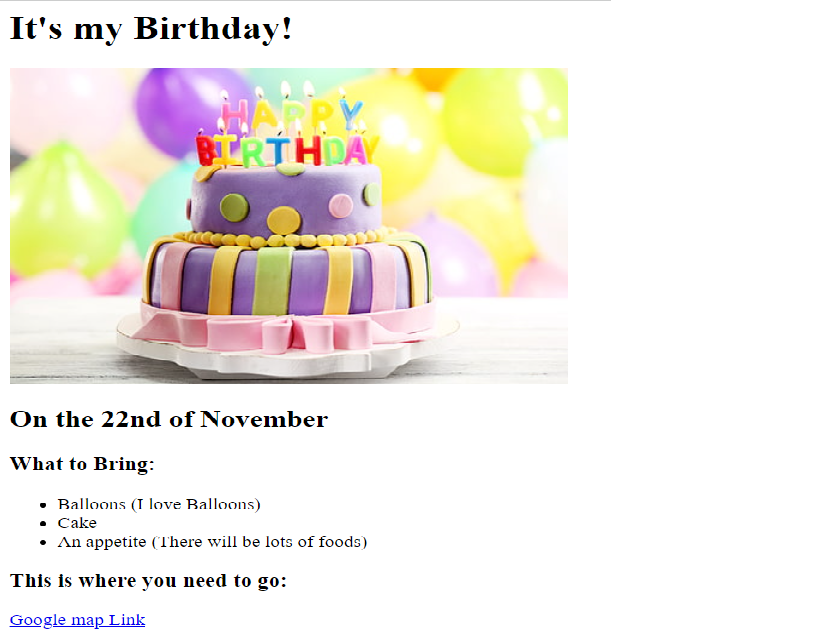 It's my Birthday!
HAPPY
BIRTHDAY
On the 22nd of November
What to Bring:
Balloons (I love Balloons)
Cake
An appetite (There will be lots of foods)
This is where you need to go:
Google map Link